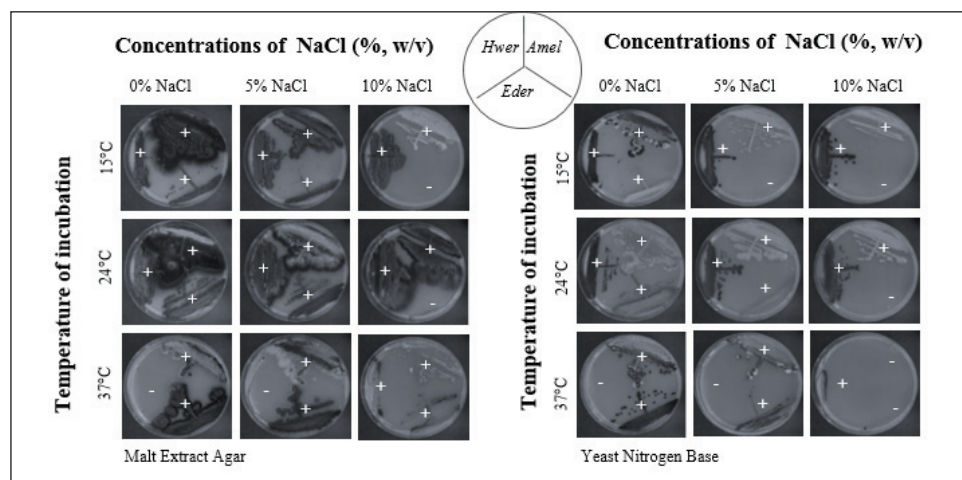 Concentrations of NaCl (%, w/v)
0% NaCl 5% NaCl 10% NaCl
Temperature of incubation
15°C
+ + +
+ + +
+ + -
24°C
+ + +
+ + +
+ + -
37°C
+ + +
- - +
+ + +
Malt Extract Agar
Hwer Amel
Eder
Concentrations of NaCl (%, w/v)
0% NaCl 5% NaCl 10% NaCl
Temperature of incubation
15°C
+ + +
+ + +
+ - -
24°C
+ + +
+ + +
+ + -
37°C
+ + -
- - +
+ + -
Yeast Nitrogen Base